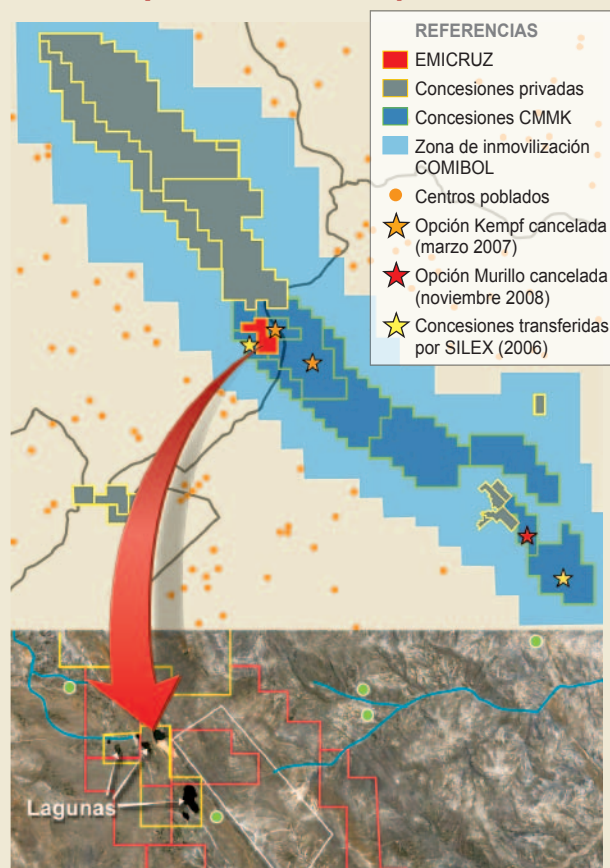 REFERENCIAS
EMICRUZ
Concesiones privadas
Concesiones CMMK
Zona de inmovilización
COMIBOL
Centros poblados
Opción Kempf cancelada
(marzo 2007)
Opción Murillo cancelada
(noviembre 2008)
Concesiones transferidas
por SILEX (2006)
Lagunas